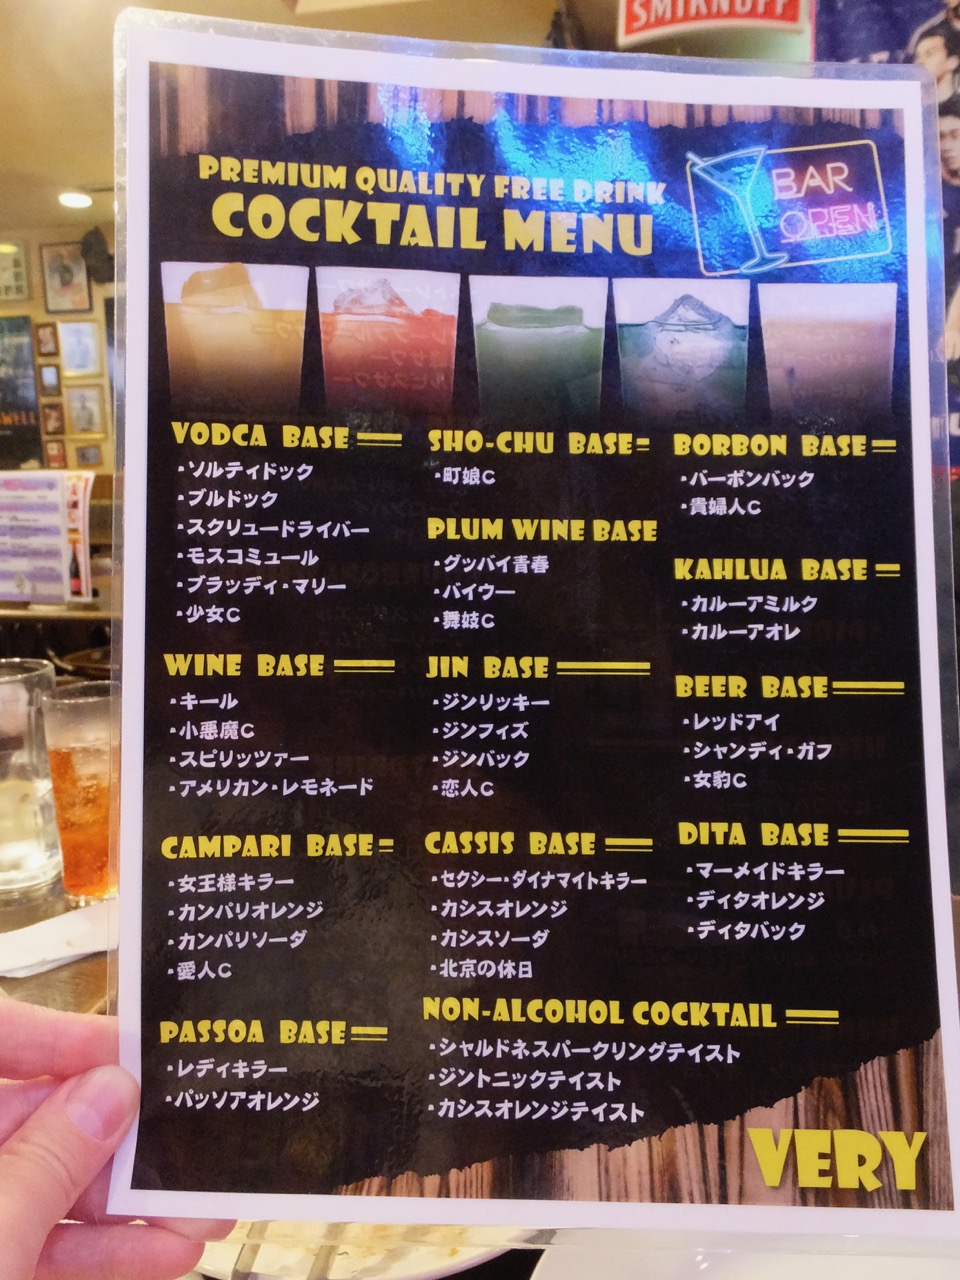 SMIRNOFF
PREMIUM QUALITY FREE DRINK
COCKTAIL MENU
BAR
OPEN
VODCA BASE
・ソルティドック
・ブルドック
・スクリュードライバー
・モスコミュール
・ブラッディ・マリー
・少女C
WINE BASE
・キール
・小悪魔C
・スピリッツァー
・アメリカン・レモネード
CAMPARI BASE
・女王様キラー
・カンパリオレンジ
・カンパリソーダ
・愛人C
PASSOA BASE
・レディキラー
・パッソアオレンジ
SHO-CHU BASE
・町娘C
PLUM WINE BASE
・グッバイ青春
・バイウー
・舞妓C
JIN BASE
・ジンリッキー
・ジンフィズ
・ジンバック
・恋人C
CASSIS BASE
・セクシー・ダイナマイトキラー
・カシスオレンジ
・カシスソーダ
・北京の休日
NON-ALCOHOL COCKTAIL
・シャルドネスパークリングテイスト
・ジントニックテイスト
・カシスオレンジテイスト
BORBON BASE
・バーボンバック
・貴婦人C
KAHLUA BASE
・カルーアミルク
・カルーアオレ
BEER BASE
・レッドアイ
・シャンディ・ガフ
・女豹C
DITA BASE
・マーメイドキラー
・ディタオレンジ
・ディタバック
VERY